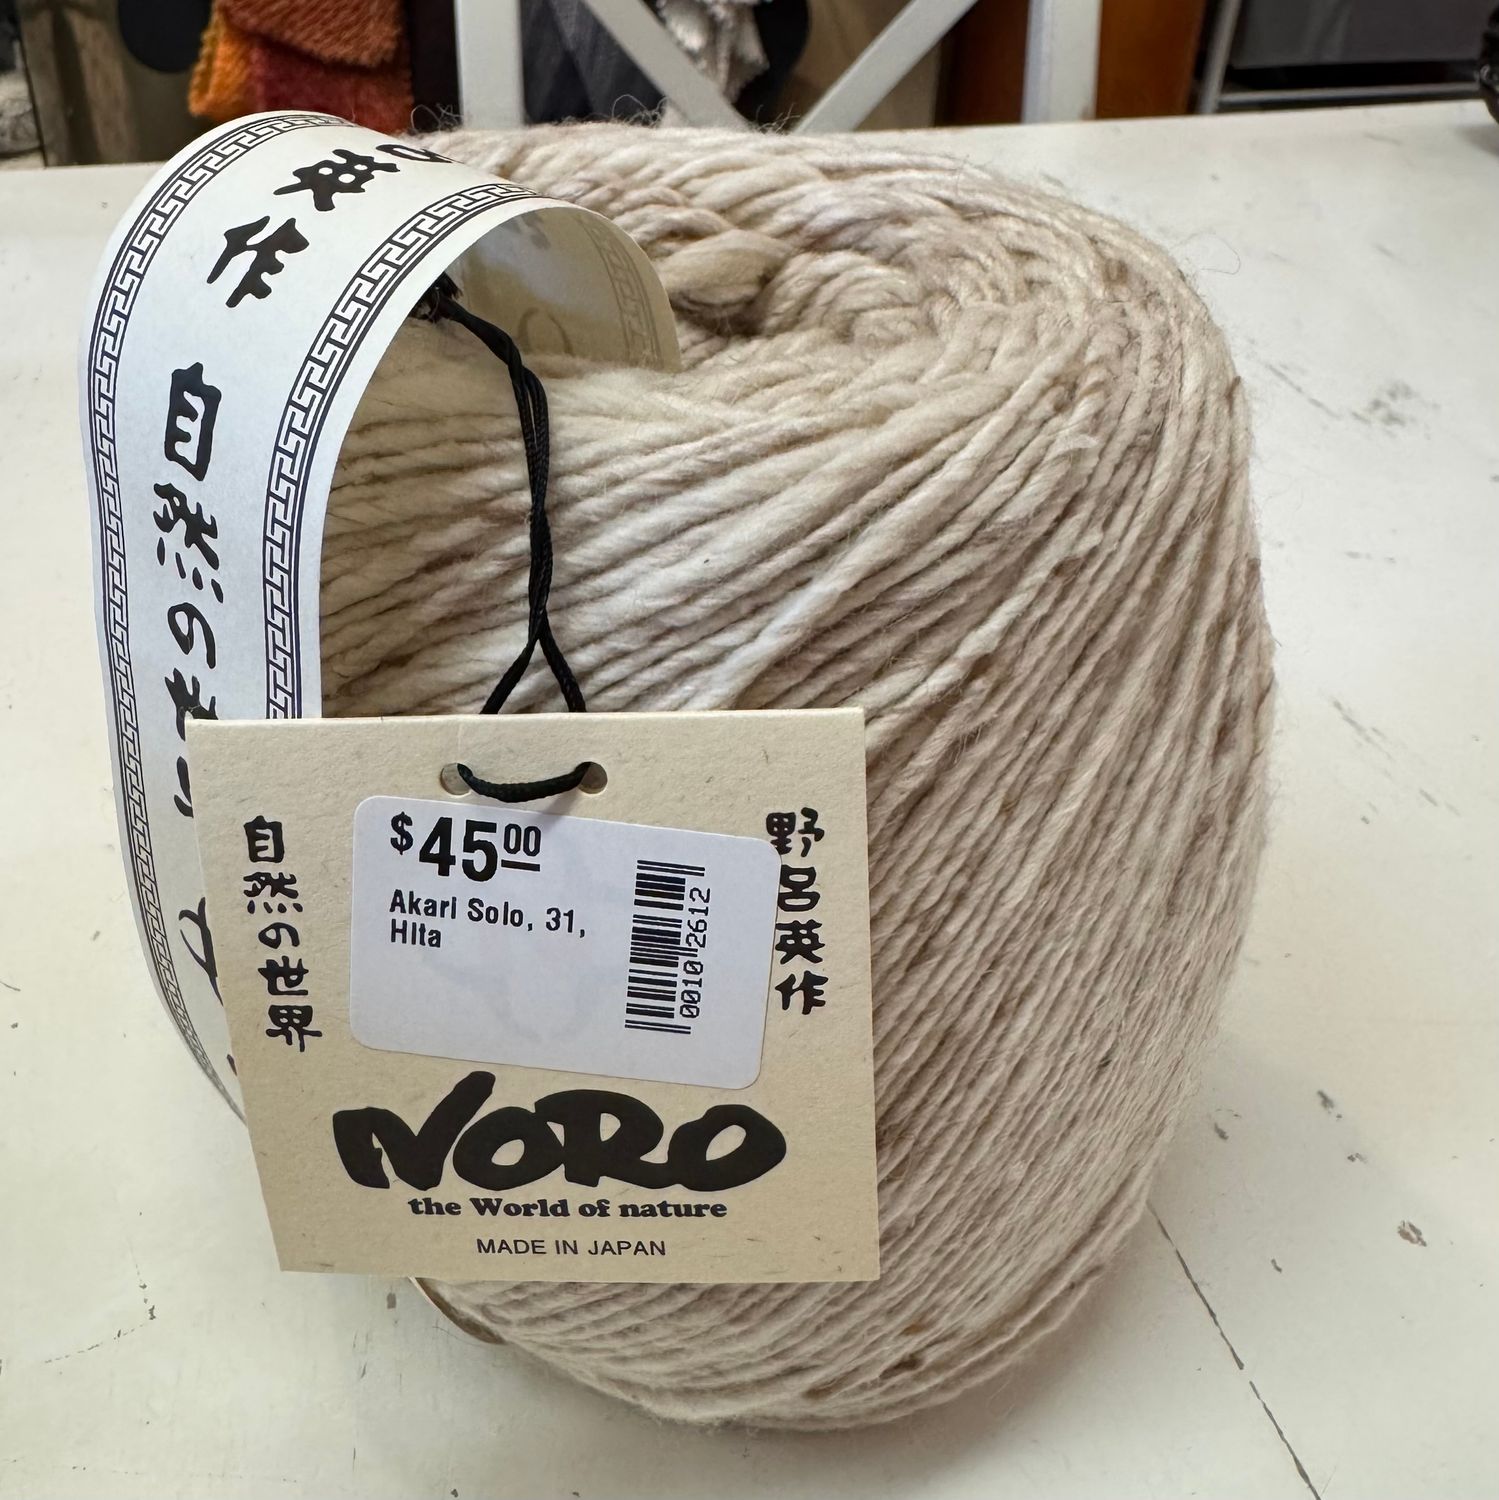 英作
自然の世
自然の世界
野呂英作
$45.00
Akari Solo, 31,
Hita
0010 2612
NORO
the World of nature
MADE IN JAPAN